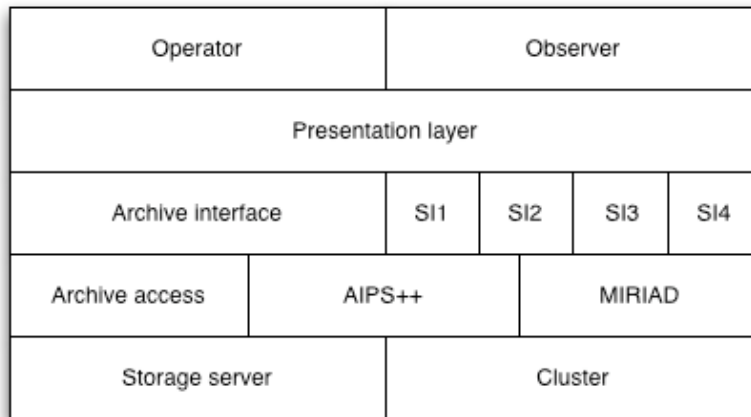 Operator Observer
Presentation layer
Archive interface SI1 SI2 SI3 SI4
Archive access AIPS++ MIRIAD
Storage server Cluster